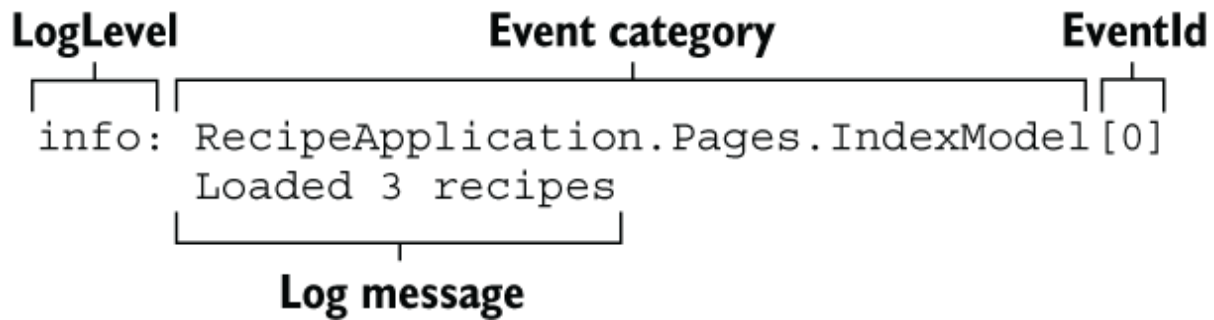 LogLevel Event category EventId
info: RecipeApplication.Pages.IndexModel[0]
Loaded 3 recipes
Log message